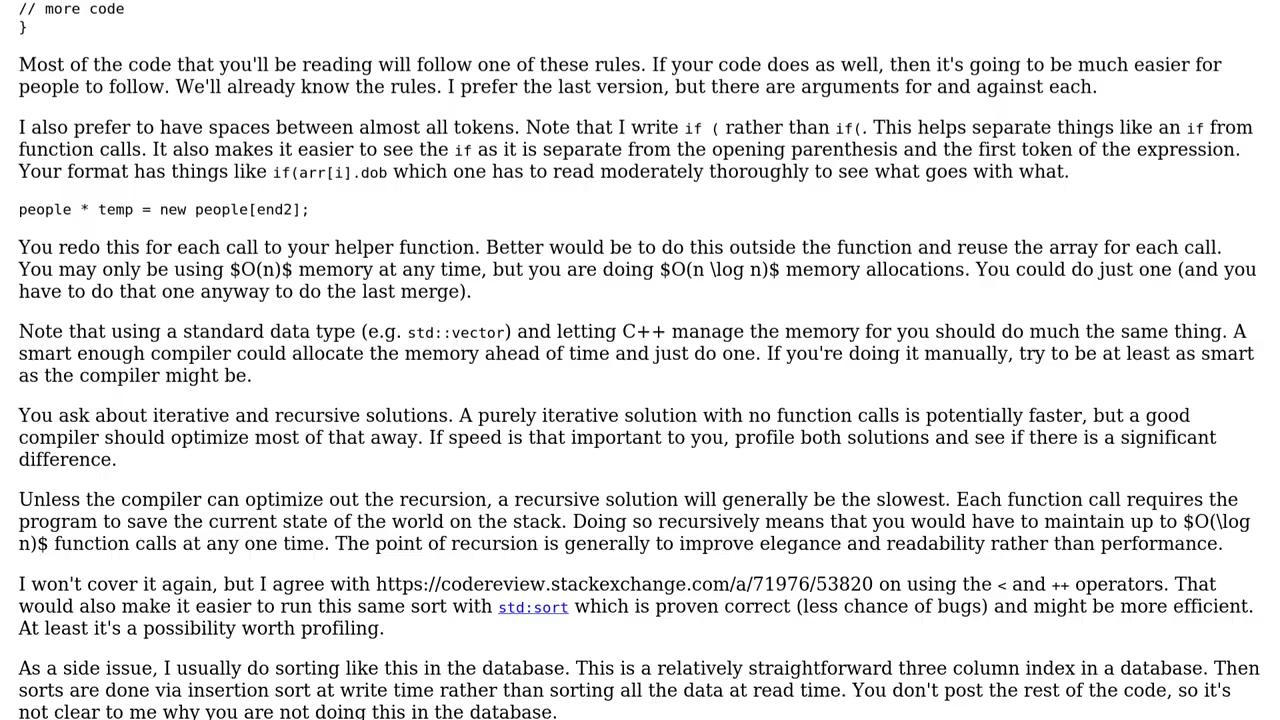 // more code
}
Most of the code that you'll be reading will follow one of these rules. If your code does as well, then it's going to be much easier for
people to follow. We'll already know the rules. I prefer the last version, but there are arguments for and against each.
I also prefer to have spaces between almost all tokens. Note that I write if ( rather than if(. This helps separate things like an if from
function calls. It also makes it easier to see the if as it is separate from the opening parenthesis and the first token of the expression.
Your format has things like if(arr[i].dob which one has to read moderately thoroughly to see what goes with what.
people * temp = new people[end2];
You redo this for each call to your helper function. Better would be to do this outside the function and reuse the array for each call.
You may only be using $O(n)$ memory at any time, but you are doing $O(n \log n)$ memory allocations. You could do just one (and you
have to do that one anyway to do the last merge).
Note that using a standard data type (e.g. std::vector) and letting C++ manage the memory for you should do much the same thing. A
smart enough compiler could allocate the memory ahead of time and just do one. If you're doing it manually, try to be at least as smart
as the compiler might be.
You ask about iterative and recursive solutions. A purely iterative solution with no function calls is potentially faster, but a good
compiler should optimize most of that away. If speed is that important to you, profile both solutions and see if there is a significant
difference.
Unless the compiler can optimize out the recursion, a recursive solution will generally be the slowest. Each function call requires the
program to save the current state of the world on the stack. Doing so recursively means that you would have to maintain up to $O(\log
n)$ function calls at any one time. The point of recursion is generally to improve elegance and readability rather than performance.
I won't cover it again, but I agree with https://codereview.stackexchange.com/a/71976/53820 on using the < and ++ operators. That
would also make it easier to run this same sort with std:sort which is proven correct (less chance of bugs) and might be more efficient.
At least it's a possibility worth profiling.
As a side issue, I usually do sorting like this in the database. This is a relatively straightforward three column index in a database. Then
sorts are done via insertion sort at write time rather than sorting all the data at read time. You don't post the rest of the code, so it's
not clear to me why you are not doing this in the database.